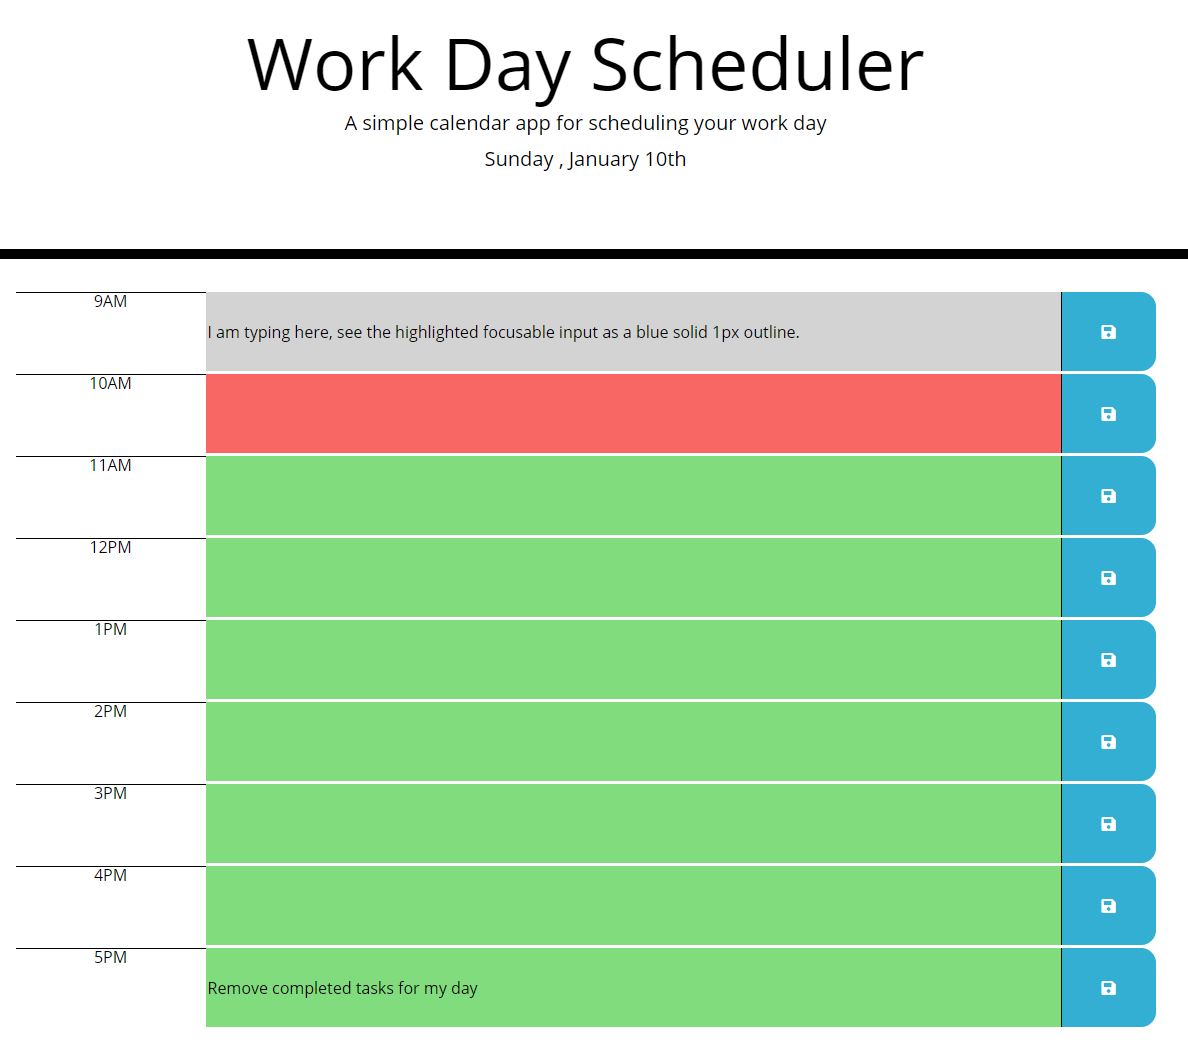 Work Day Scheduler
A simple calendar app for scheduling your work day
Sunday , January 10th
9AM
I am typing here, see the highlighted focusable input as a blue solid 1px outline.
10AM
11AM
12PM
1PM
2PM
3PM
4PM
5PM
Remove completed tasks for my day